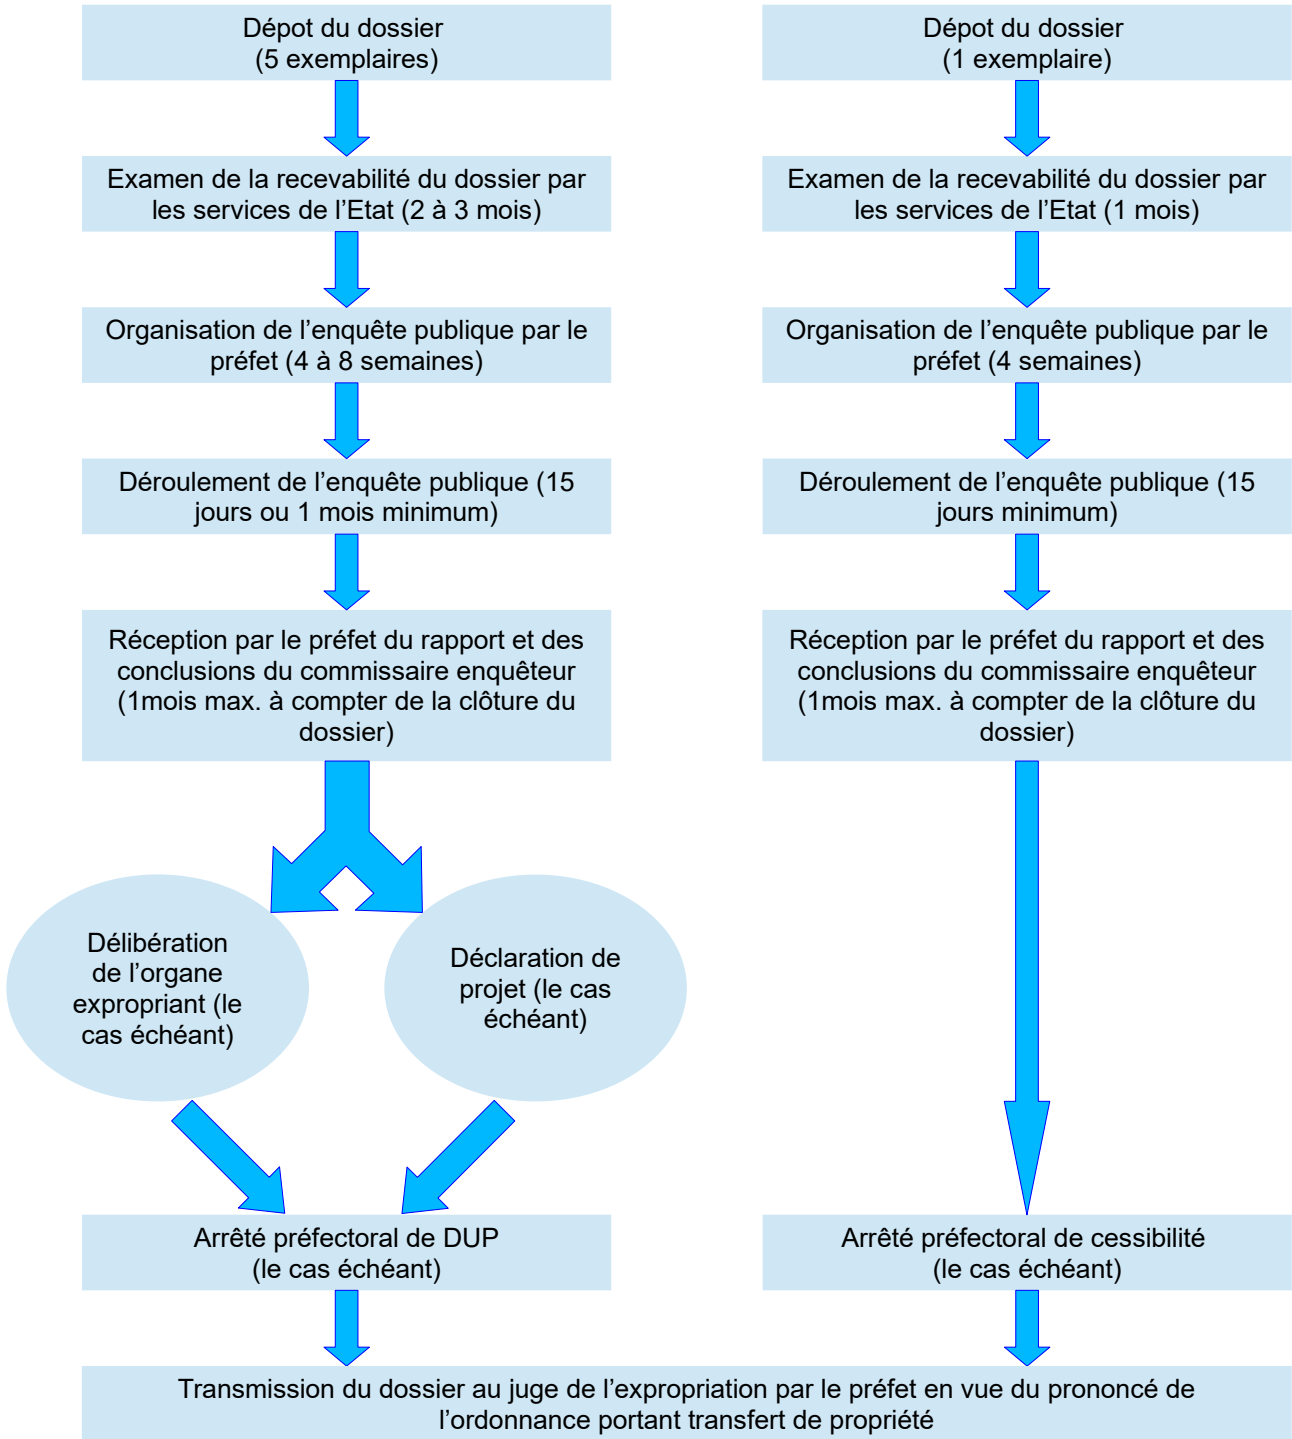 Dépot du dossier
(5 exemplaires)
Examen de la recevabilité du dossier par
les services de l’Etat (2 à 3 mois)
Organisation de l’enquête publique par le
préfet (4 à 8 semaines)
Déroulement de l’enquête publique (15
jours ou 1 mois minimum)
Réception par le préfet du rapport et des
conclusions du commissaire enquêteur
(1mois max. à compter de la clôture du
dossier)
Délibération
de l’organe
expropriant (le
cas échéant)
Déclaration de
projet (le cas
échéant)
Arrêté préfectoral de DUP
(le cas échéant)
Dépot du dossier
(1 exemplaire)
Examen de la recevabilité du dossier par
les services de l’Etat (1 mois)
Organisation de l’enquête publique par le
préfet (4 semaines)
Déroulement de l’enquête publique (15
jours minimum)
Réception par le préfet du rapport et des
conclusions du commissaire enquêteur
(1mois max. à compter de la clôture du
dossier)
Arrêté préfectoral de cessibilité
(le cas échéant)
Transmission du dossier au juge de l’expropriation par le préfet en vue du prononcé de
l’ordonnance portant transfert de propriété